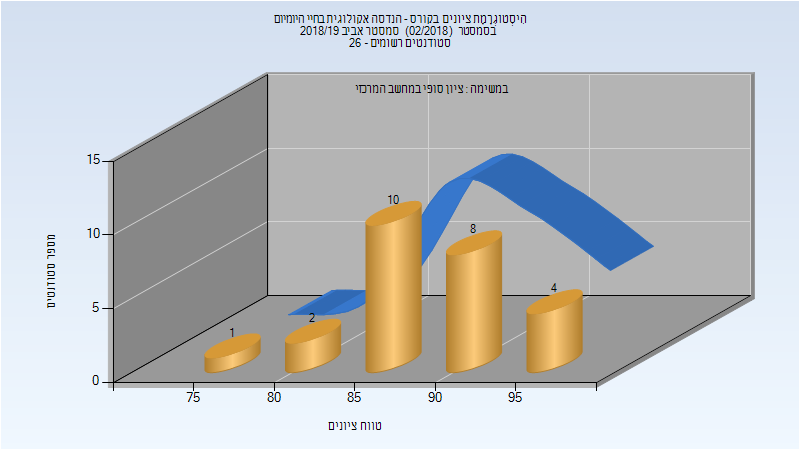 היסטוגרמת ציונים בקורס - הנדסה אקולוגית בחיי היומיום
בסמסטר (02/2018) סמסטר אביב 2018/19
סטודנטים רשומים - 26
במשימה : ציון סופי במחשב המרכזי
15
10
5
0
מספר סטודנטים
1
2
10
8
4
75
80
85
90
95
טווח ציונים